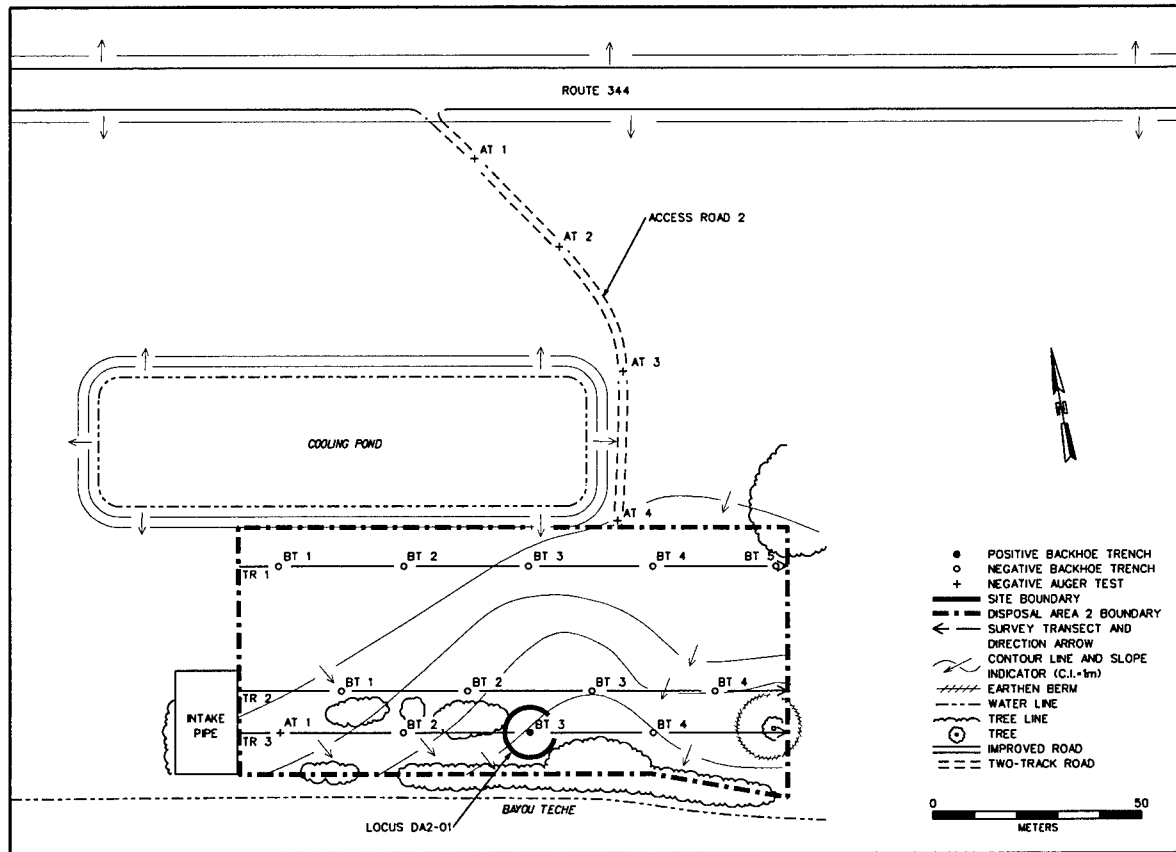 ROUTE 344
AT 1
AT 2
ACCESS ROAD 2
AT 3
COOLING POND
N
AT 4
BT 1
BT 2
BT 3
BT 4
BT 5
TR 1
BT 1
BT 2
BT 3
BT 4
TR 2
INTAKE
PIPE
AT 1
BT 2
BT 3
BT 4
TR 3
BAYOU TECHE
LOCUS DA2-01
POSITIVE BACKHOE TRENCH
NEGATIVE BACKHOE TRENCH
NEGATIVE AUGER TEST
SITE BOUNDARY
DISPOSAL AREA 2 BOUNDARY
SURVEY TRANSECT AND
DIRECTION ARROW
CONTOUR LINE AND SLOPE
INDICATOR (C.I.=1m)
EARTHEN BERM
WATER LINE
TREE LINE
TREE
IMPROVED ROAD
TWO-TRACK ROAD
0 50
METERS